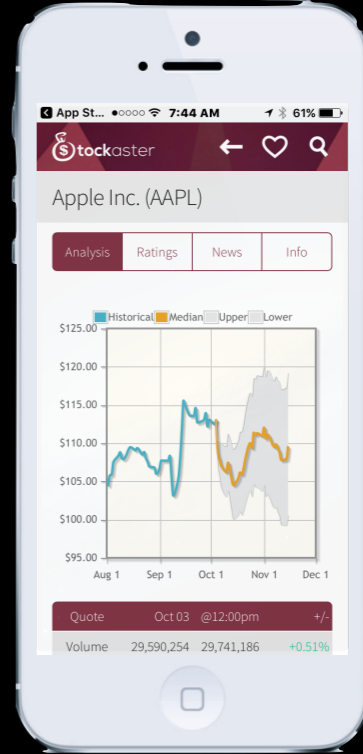 App St... 7:44 AM 61%
Stockaster
Apple Inc. (AAPL)
Analysis Ratings News Info
Historical Median Upper Lower
$125.00
$120.00
$115.00
$110.00
$105.00
$100.00
$95.00
Aug 1 Sep 1 Oct 1 Nov 1 Dec 1
Quote Oct 03 @12:00pm +/-
Volume 29,590,254 29,741,186 +0.51%